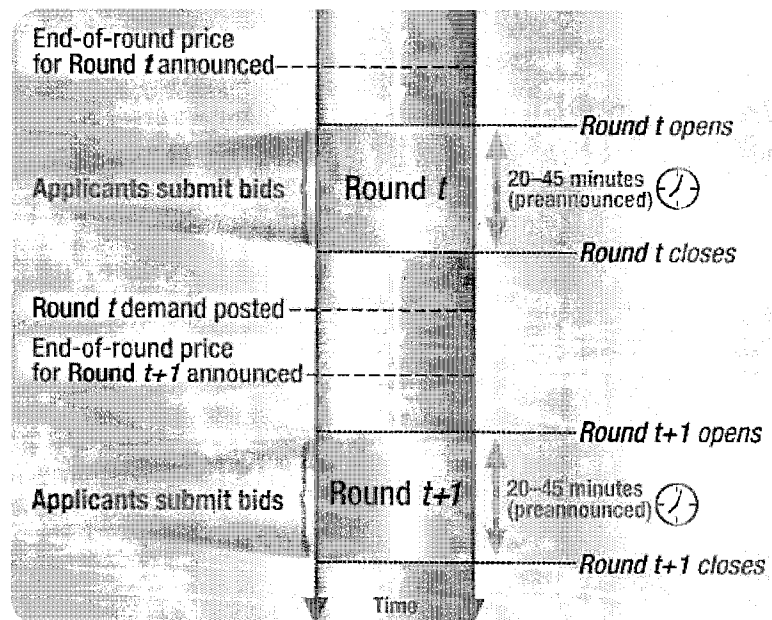 End-of-round price
for Round t announced
Round t opens
Applicants submit bids
Round t
20–45 minutes
(preannounced)
Round t closes
Round t demand posted
End-of-round price
for Round t+1 announced
Round t+1 opens
Applicants submit bids
Round t+1
20–45 minutes
(preannounced)
Round t+1 closes
Time